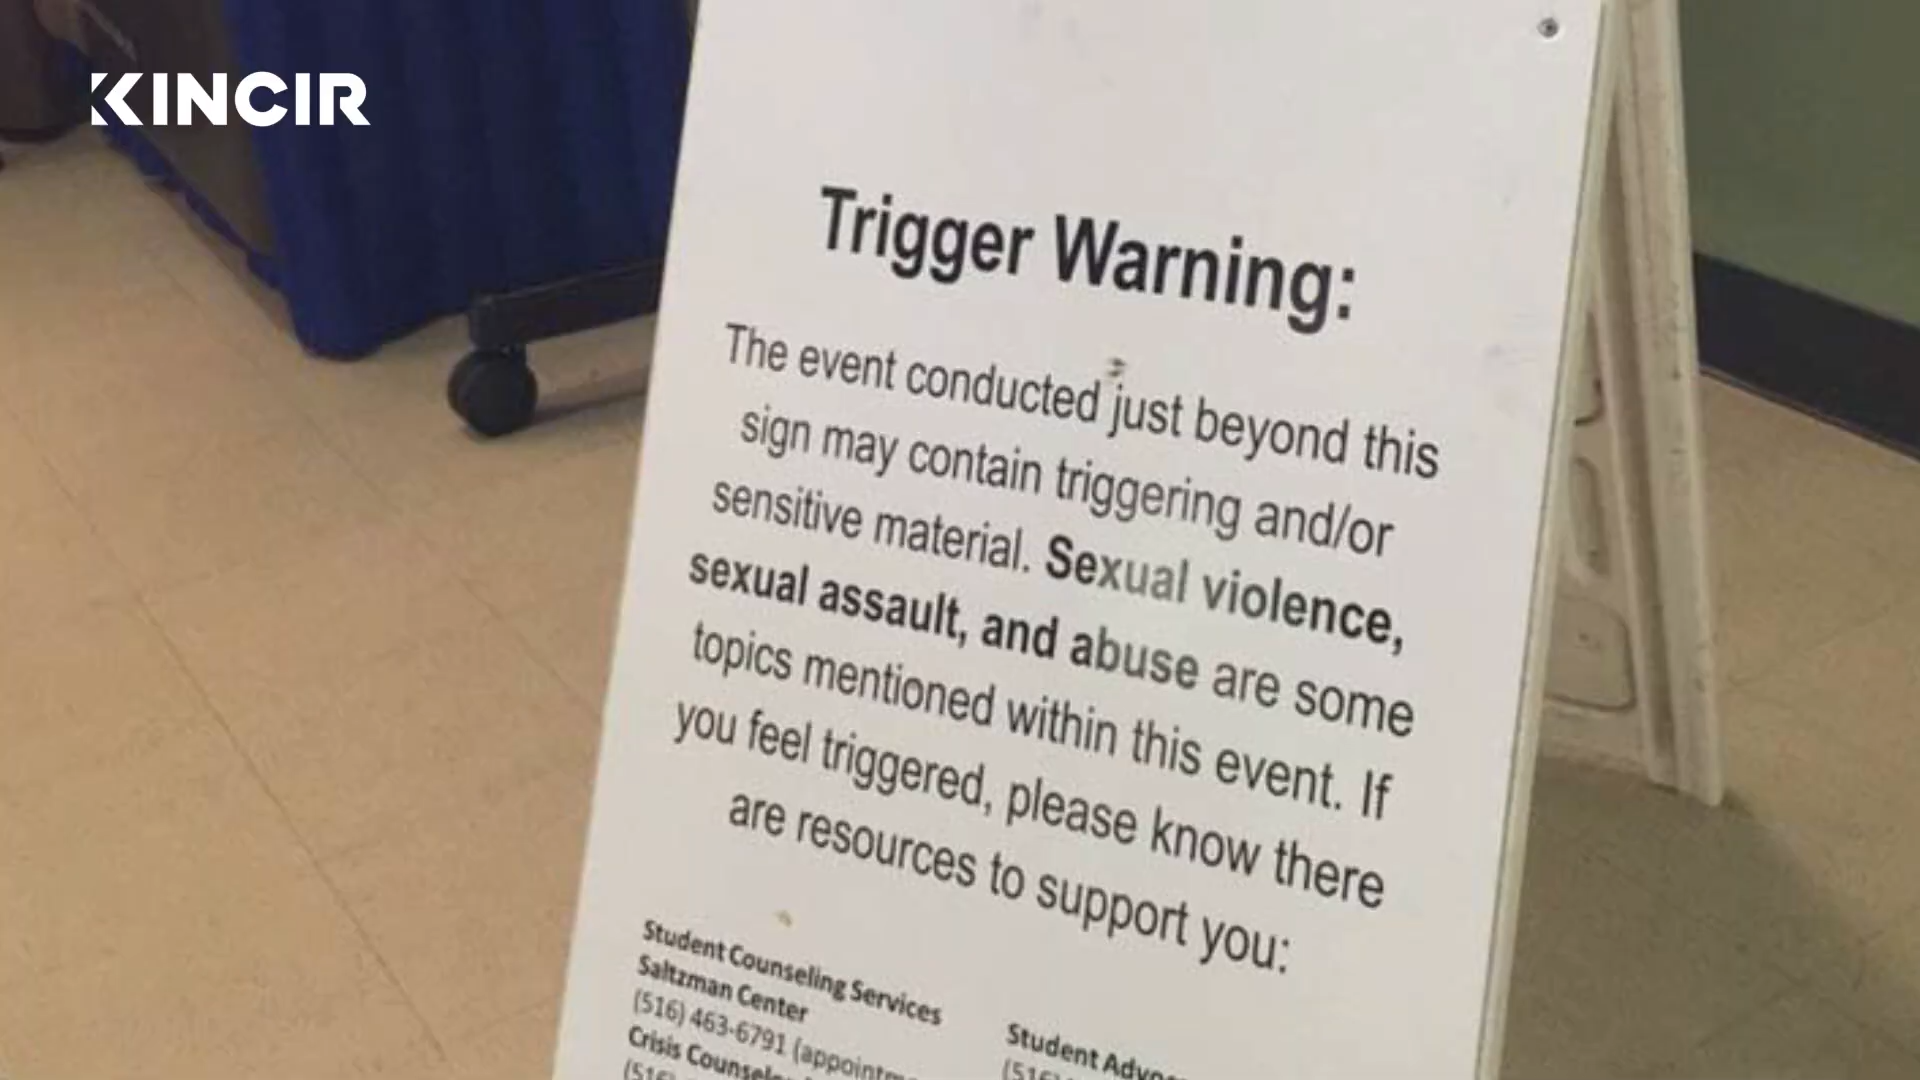 KINCIR
Trigger Warning:
The event conducted just beyond this
sign may contain triggering and/or
sensitive material. Sexual violence,
sexual assault, and abuse are some
topics mentioned within this event. If
you feel triggered, please know there
are resources to support you:
Student Counseling Services
Saltzman Center
(516) 463-6791
Crisis
Student